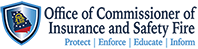 Office of Commissioner of
Insurance and Safety Fire
Protect | Enforce | Educate | Inform